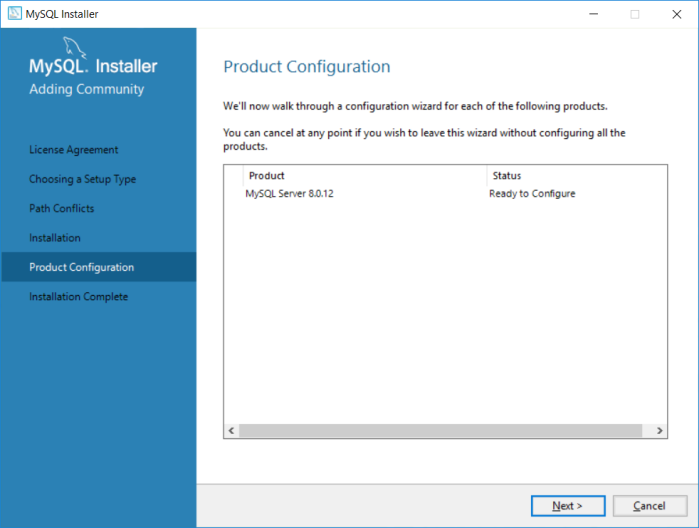 MySQL Installer
MySQL. Installer
Adding Community
License Agreement
Choosing a Setup Type
Path Conflicts
Installation
Product Configuration
Installation Complete
Product Configuration
We'll now walk through a configuration wizard for each of the following products.
You can cancel at any point if you wish to leave this wizard without configuring all the
products.
Product Status
MySQL Server 8.0.12 Ready to Configure
Next > Cancel